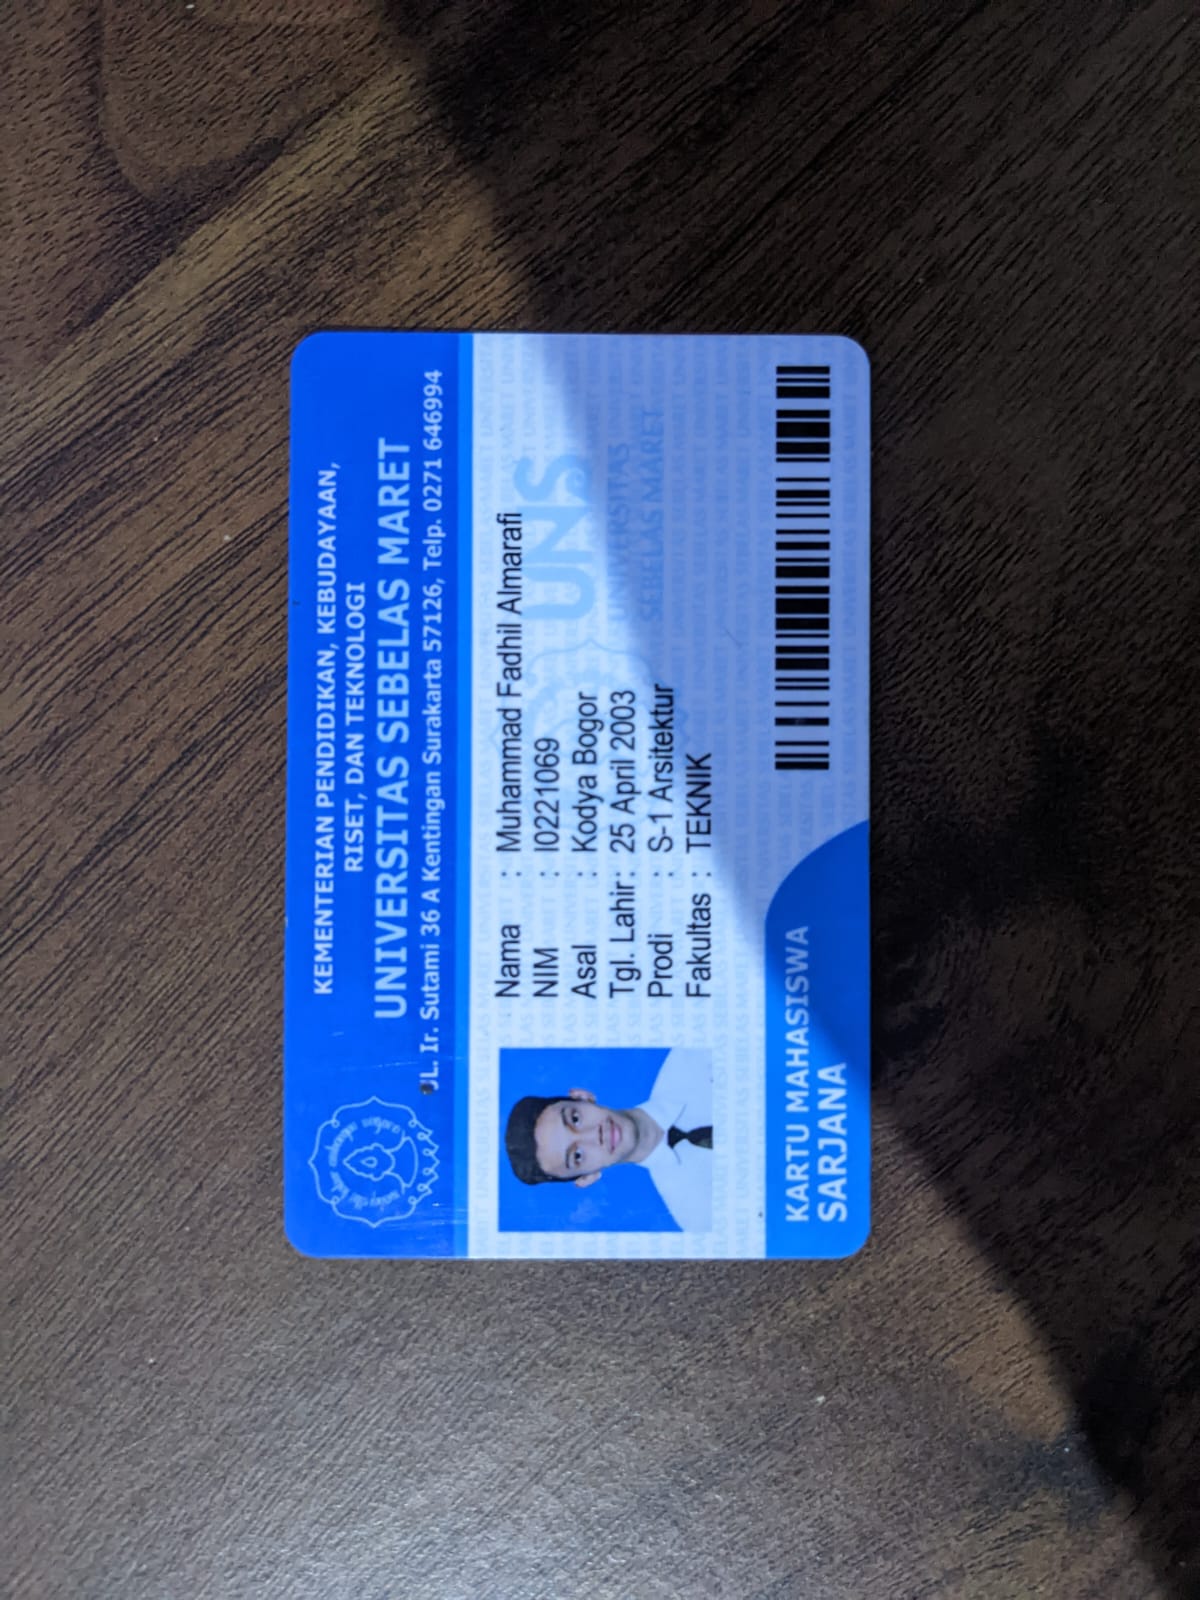 KEMENTERIAN PENDIDIKAN, KEBUDAYAAN,
RISET, DAN TEKNOLOGI
UNIVERSITAS SEBELAS MARET
JL. Ir. Sutami 36 A Kentingan Surakarta 57126, Telp. 0271 646994
Nama : Muhammad Fadhil Almarafi
NIM : I0221069
Asal : Kodya Bogor
Tgl. Lahir : 25 April 2003
Prodi : S-1 Arsitektur
Fakultas : TEKNIK
UNS
UNIVERSITAS
SEBELAS MARET
KARTU MAHASISWA
SARJANA